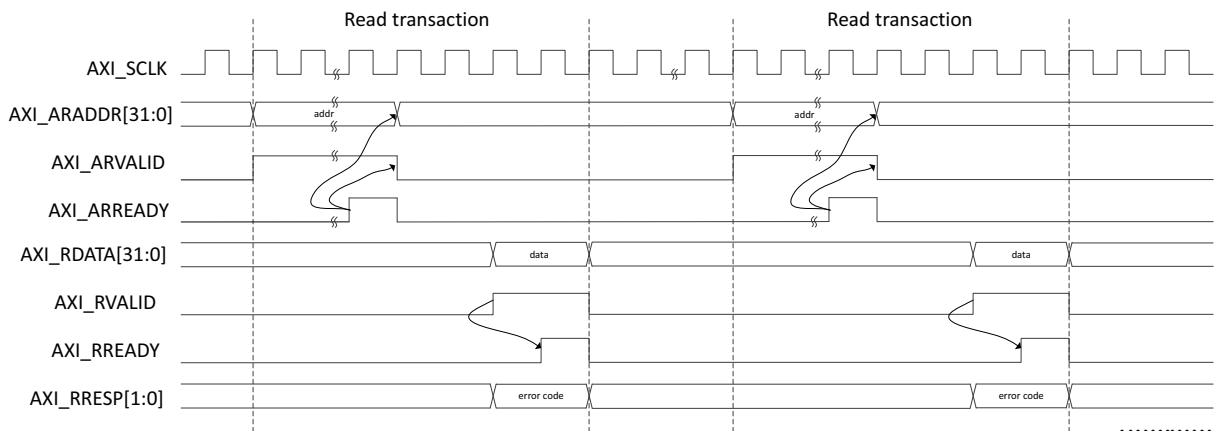 Read transaction Read transaction
AXI_SCLK
AXI_ARADDR[31:0] addr addr
AXI_ARVALID
AXI_ARREADY
AXI_RDATA[31:0] data data
AXI_RVALID
AXI_RREADY
AXI_RRESP[1:0] error code error code